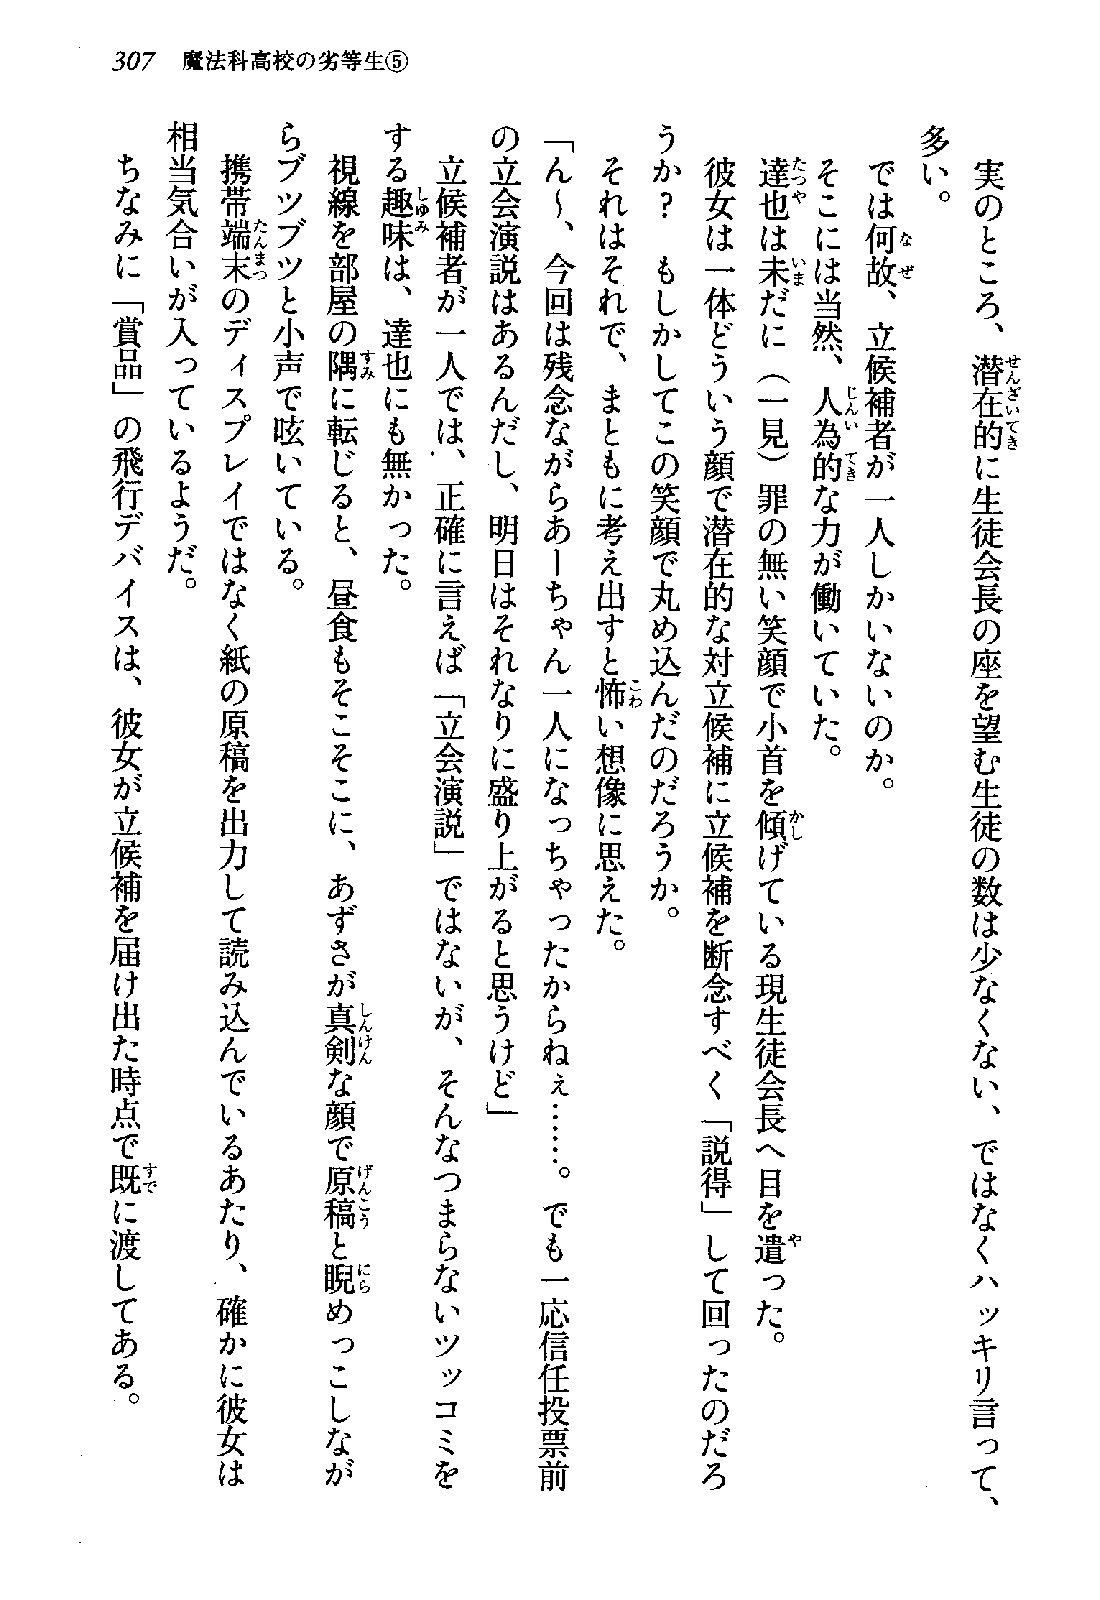 307 魔法科高校の劣等生⑤
実のところ、潜在的に生徒会長の座を望む生徒の数は少なくない、ではなくハッキリ言って、
多い。
では何故、立候補者が一人しかいないのか。
そこには当然、人為的な力が働いていた。
達也は未だに（一見）罪の無い笑顔で小首を傾げている現生徒会長へ目を遣った。
彼女は一体どういう顔で潜在的な対立候補に立候補を断念すべく「説得」して回ったのだろ
うか？　もしかしてこの笑顔で丸め込んだのだろうか。
それはそれで、まともに考え出すと怖い想像に思えた。
「ん～、今回は残念ながらあーちゃん一人になっちゃったからねぇ……。でも一応信任投票前
の立会演説はあるんだし、明日はそれなりに盛り上がると思うけど」
立候補者が一人では、正確に言えば「立会演説」ではないが、そんなつまらないツッコミを
する趣味は、達也にも無かった。
視線を部屋の隅に転じると、昼食もそこそこに、あずさが真剣な顔で原稿と睨めっこしなが
らブツブツと小声で呟いている。
携帯端末のディスプレイではなく紙の原稿を出力して読み込んでいるあたり、確かに彼女は
相当気合いが入っているようだ。
ちなみに「賞品」の飛行デバイスは、彼女が立候補を届け出た時点で既に渡してある。